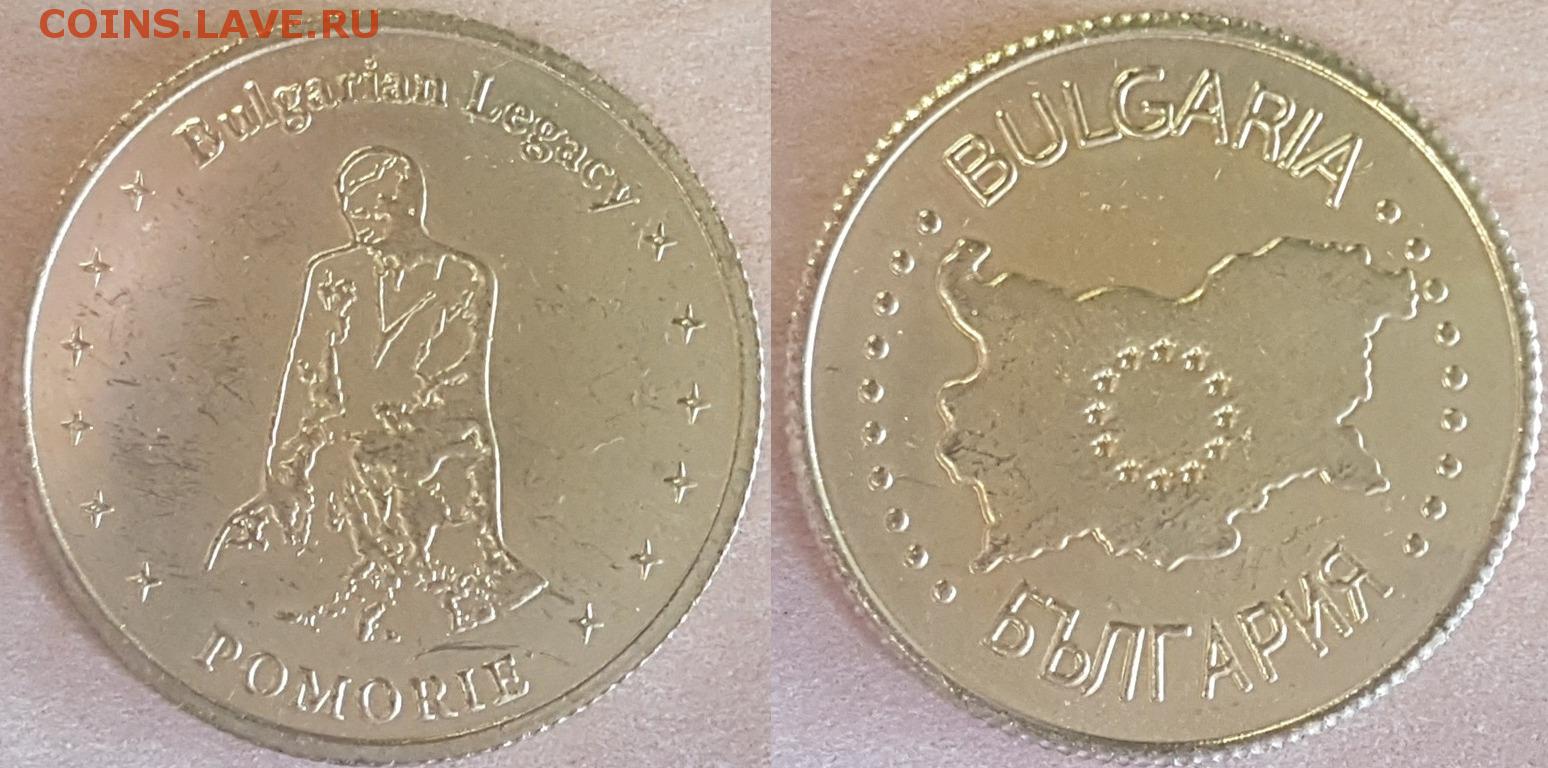 COINS.LAVE.RU
Bulgarian Legacy
POMORIE
BULGARIA
БЪЛГАРИЯ